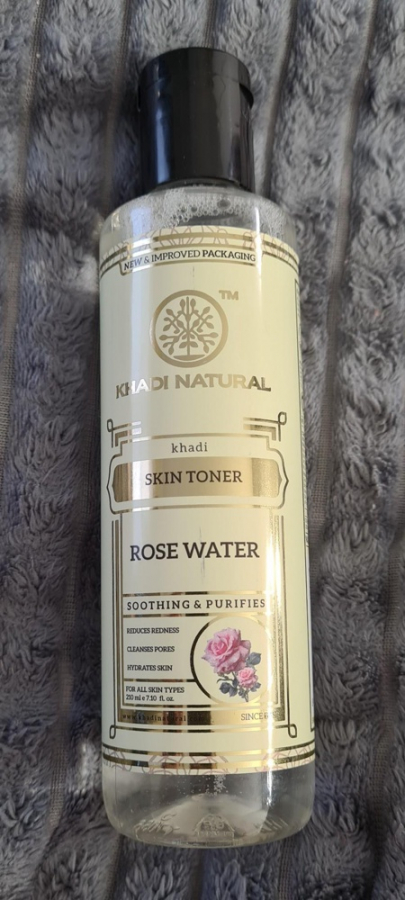 NEW & IMPROVED PACKAGING
TM
KHADI NATURAL
khadi
SKIN TONER
ROSE WATER
SOOTHING & PURIFIES
REDUCES REDNESS
CLEANSES PORES
HYDRATES SKIN
FOR ALL SKIN TYPES
210 ml e 7.10 fl. oz.
SINCE